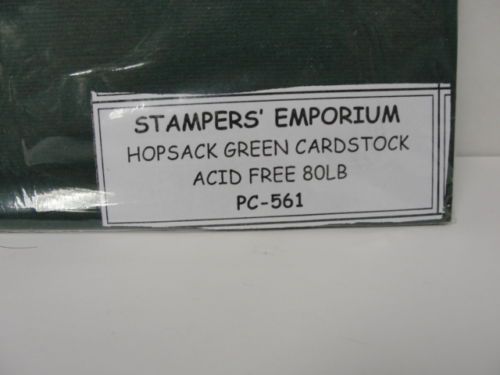 STAMPERS' EMPORIUM
HOPSACK GREEN CARDSTOCK
ACID FREE 80LB
PC-561